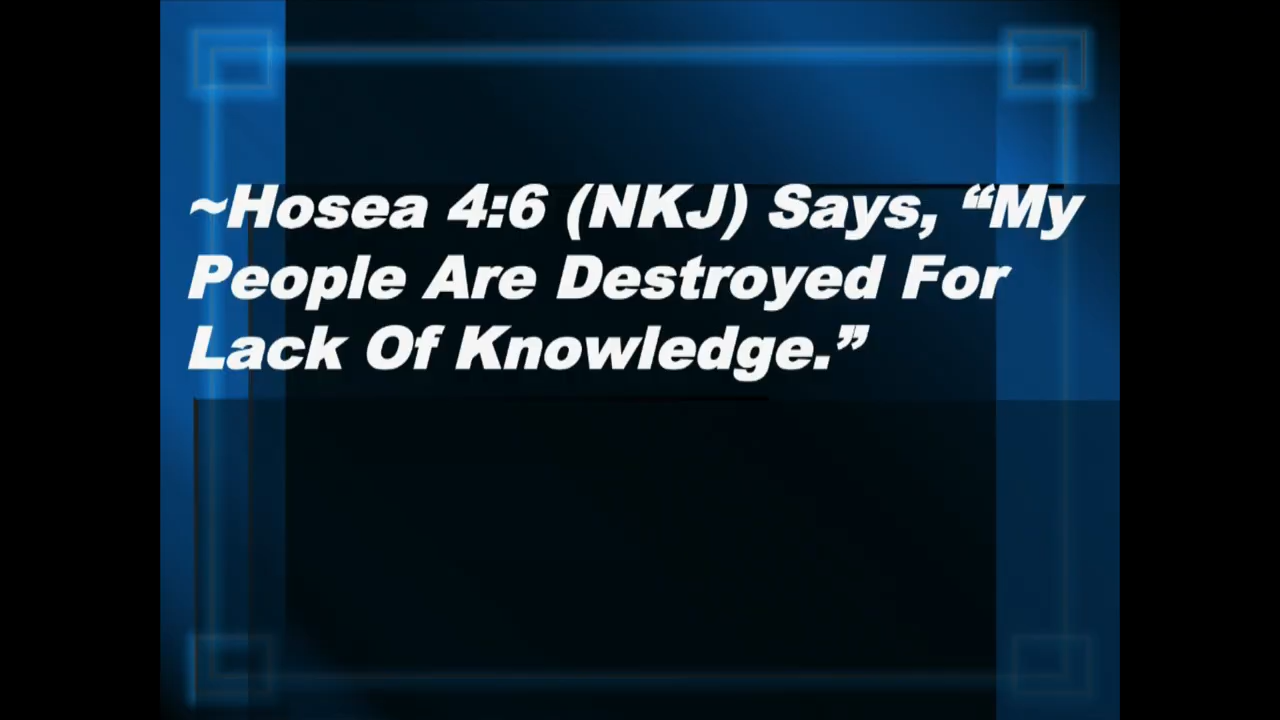 ~Hosea 4:6 (NKJ) Says, “My
People Are Destroyed For
Lack Of Knowledge.”